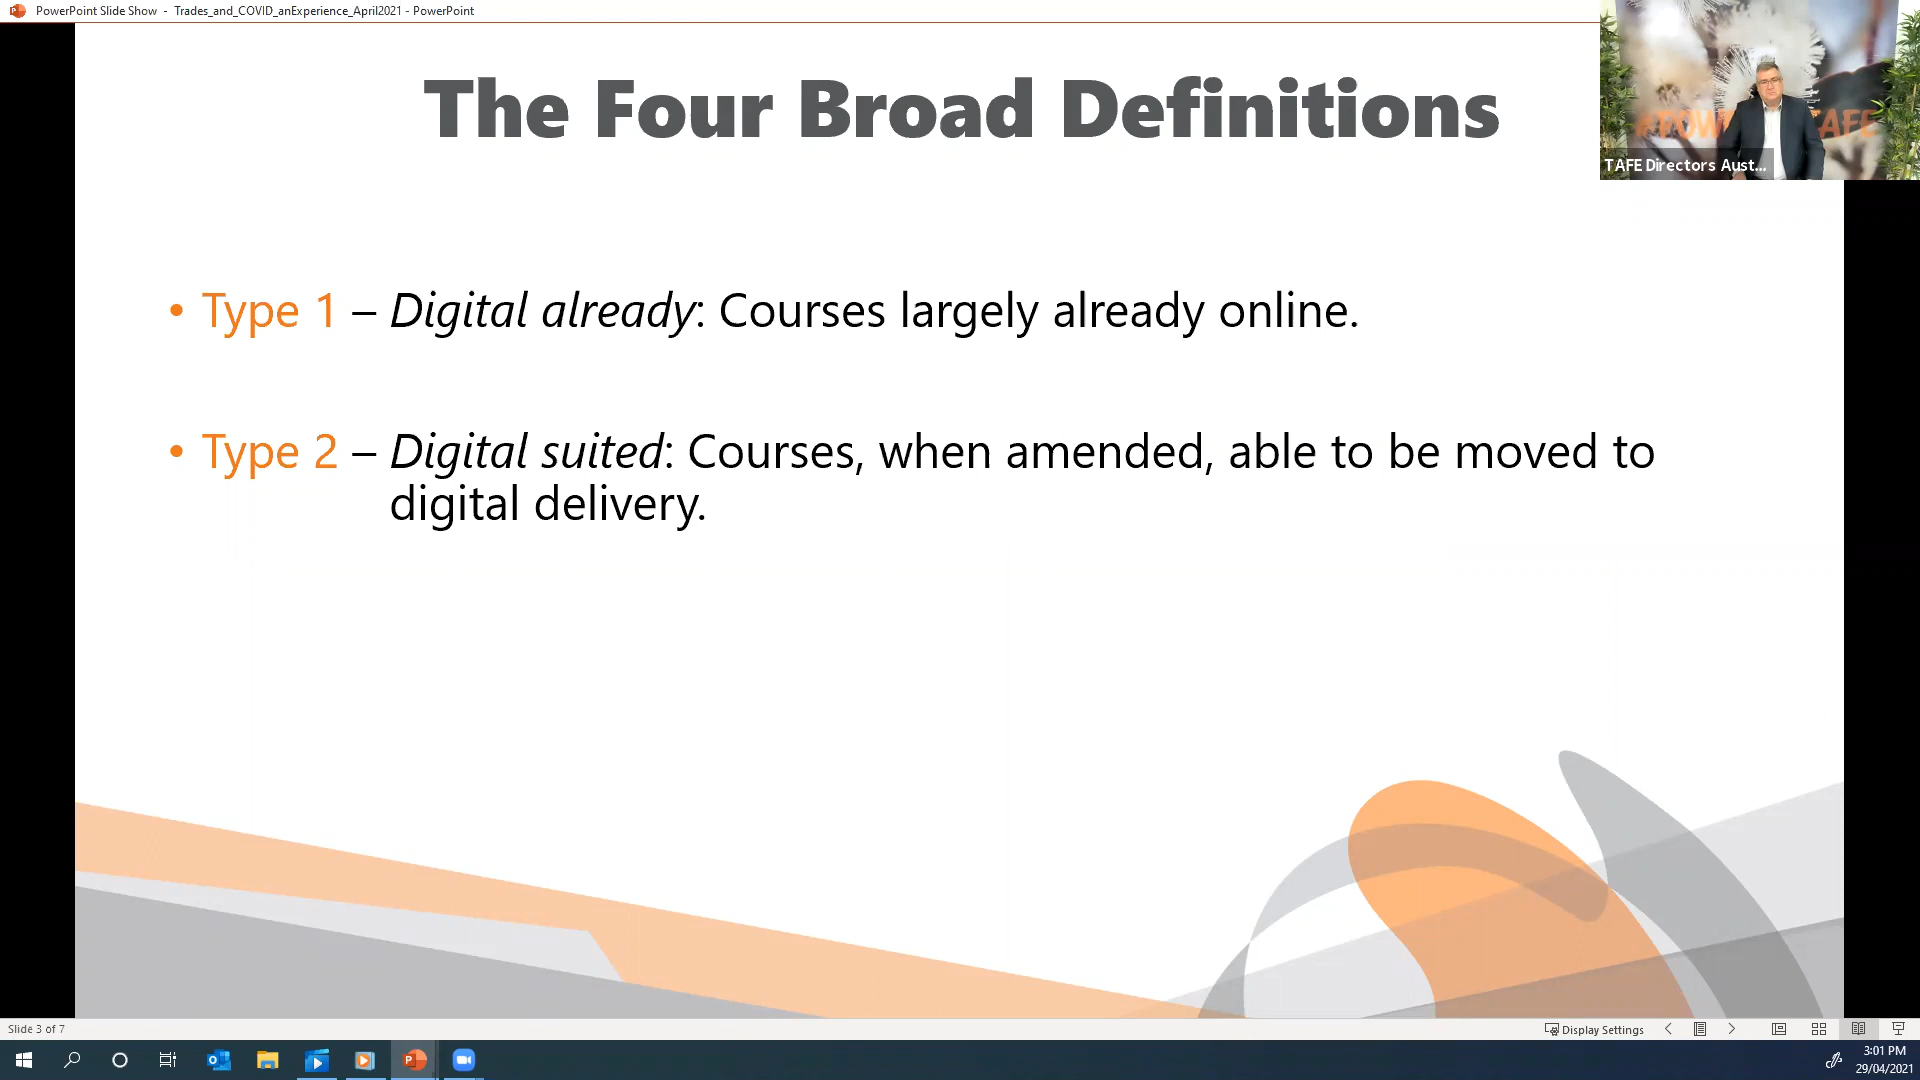 PowerPoint Slide Show - Trades_and_COVID_anExperience_April2021 - PowerPoint
The Four Broad Definitions
TAFE Directors Aust...
• Type 1 – Digital already: Courses largely already online.
• Type 2 – Digital suited: Courses, when amended, able to be moved to
digital delivery.
Slide 3 of 7
Display Settings
3:01 PM
29/04/2021